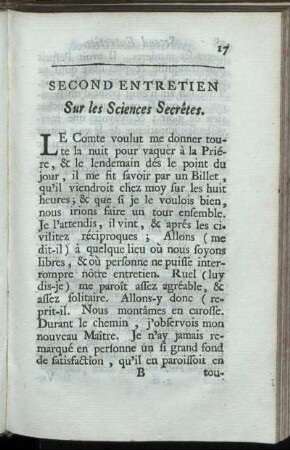 17
SECOND ENTRETIEN
Sur les Sciences Secrêtes.
LE Comte voulut me donner tou-
te la nuit pour vaquer à la Prié-
re, & le lendemain dés le point du
jour, il me fit savoir par un Billet,
qu'il viendroit chez moy sur les huit
heures; & que si je le voulois bien,
nous irions faire un tour ensemble.
Je l'attendis, il vint, & aprés les ci-
vilitez réciproques; Allons (me
dit-il) à quelque lieu où nous soyons
libres, & où personne ne puisse inter-
rompre nôtre entretien. Ruel (luy
dis-je) me paroît assez agréable, &
assez solitaire. Allons-y donc (re-
prit-il. Nous montâmes en carosse.
Durant le chemin, j'observois mon
nouveau Maître. Je n'ay jamais re-
marqué en personne un si grand fond
de satisfaction, qu'il en paroissoit en
B tou-